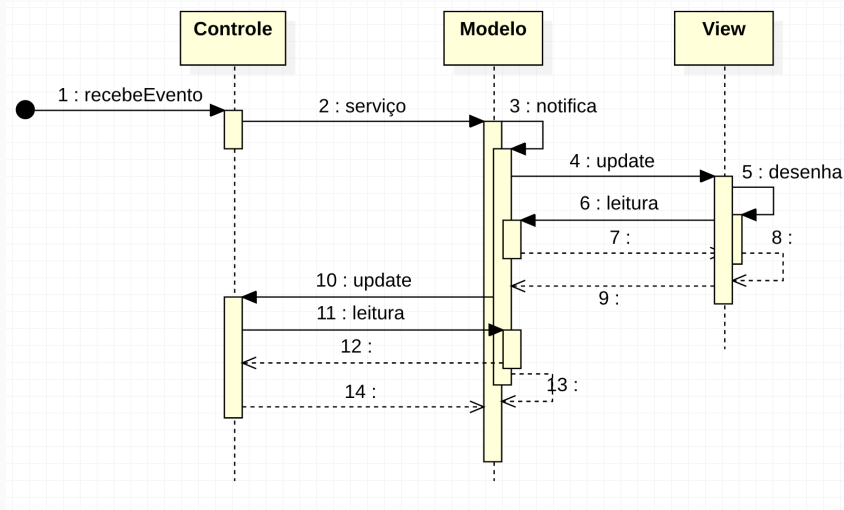 Controle
Modelo
View
1 : recebeEvento
2 : serviço
3 : notifica
4 : update
5 : desenha
6 : leitura
7 :
8 :
9 :
10 : update
11 : leitura
12 :
13 :
14 :